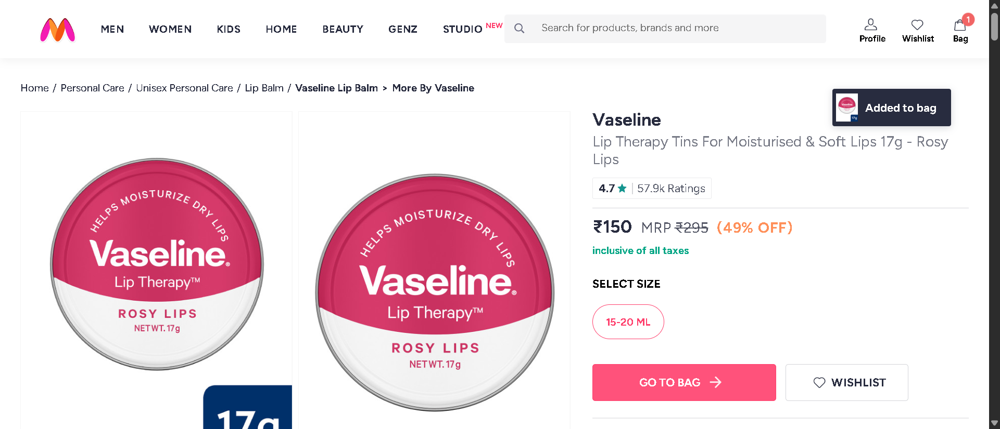 MEN WOMEN KIDS HOME BEAUTY GENZ STUDIO NEW
Search for products, brands and more
Profile Wishlist Bag 1
Home / Personal Care / Unisex Personal Care / Lip Balm / Vaseline Lip Balm > More By Vaseline
Added to bag
HELPS MOISTURIZE DRY LIPS
Vaseline®
Lip Therapy™
ROSY LIPS
NET WT. 17g
17g
HELPS MOISTURIZE DRY LIPS
Vaseline®
Lip Therapy™
ROSY LIPS
NET WT. 17g
Vaseline
Lip Therapy Tins For Moisturised & Soft Lips 17g - Rosy
Lips
4.7 ★ | 57.9k Ratings
₹150 MRP ₹295 (49% OFF)
inclusive of all taxes
SELECT SIZE
15-20 ML
GO TO BAG →
WISHLIST